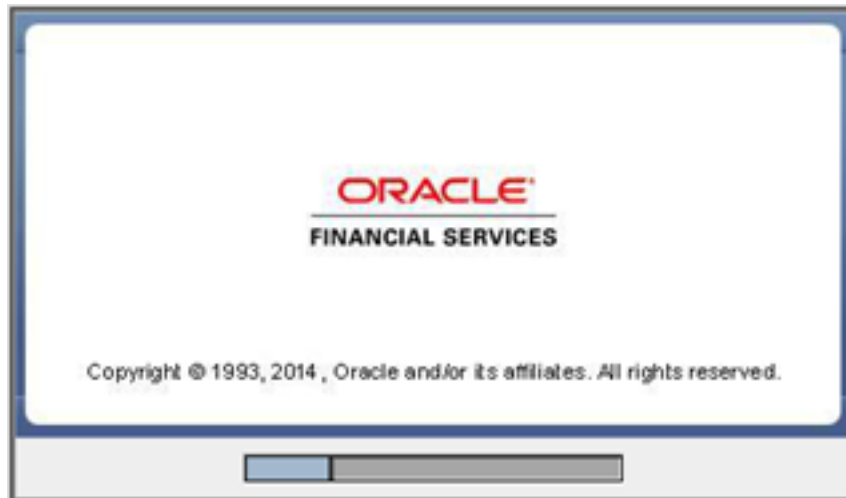 ORACLE®
FINANCIAL SERVICES
Copyright © 1993, 2014 , Oracle and/or its affiliates. All rights reserved.